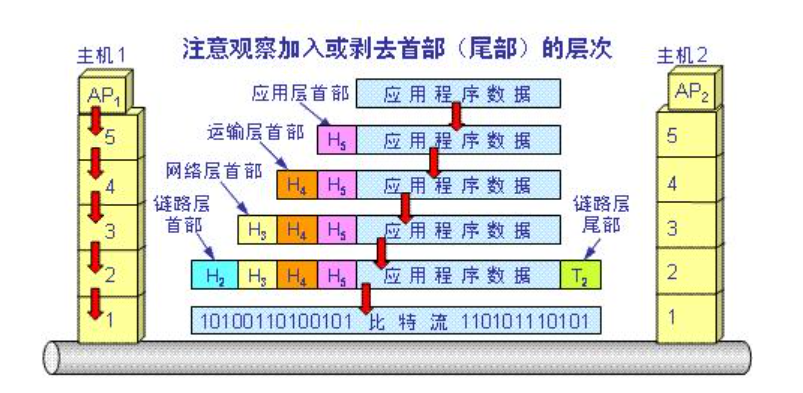 注意观察加入或剥去首部（尾部）的层次
主机1
主机2
AP1
AP2
应用层首部
应用程序数据
5
运输层首部
H5
应用程序数据
5
网络层首部
4
H4 H5 应用程序数据
4
链路层
首部
3
H3 H4 H5 应用程序数据
链路层
尾部
3
2
H2 H3 H4 H5 应用程序数据 T2
2
1
10100110100101 比特流 110101110101
1